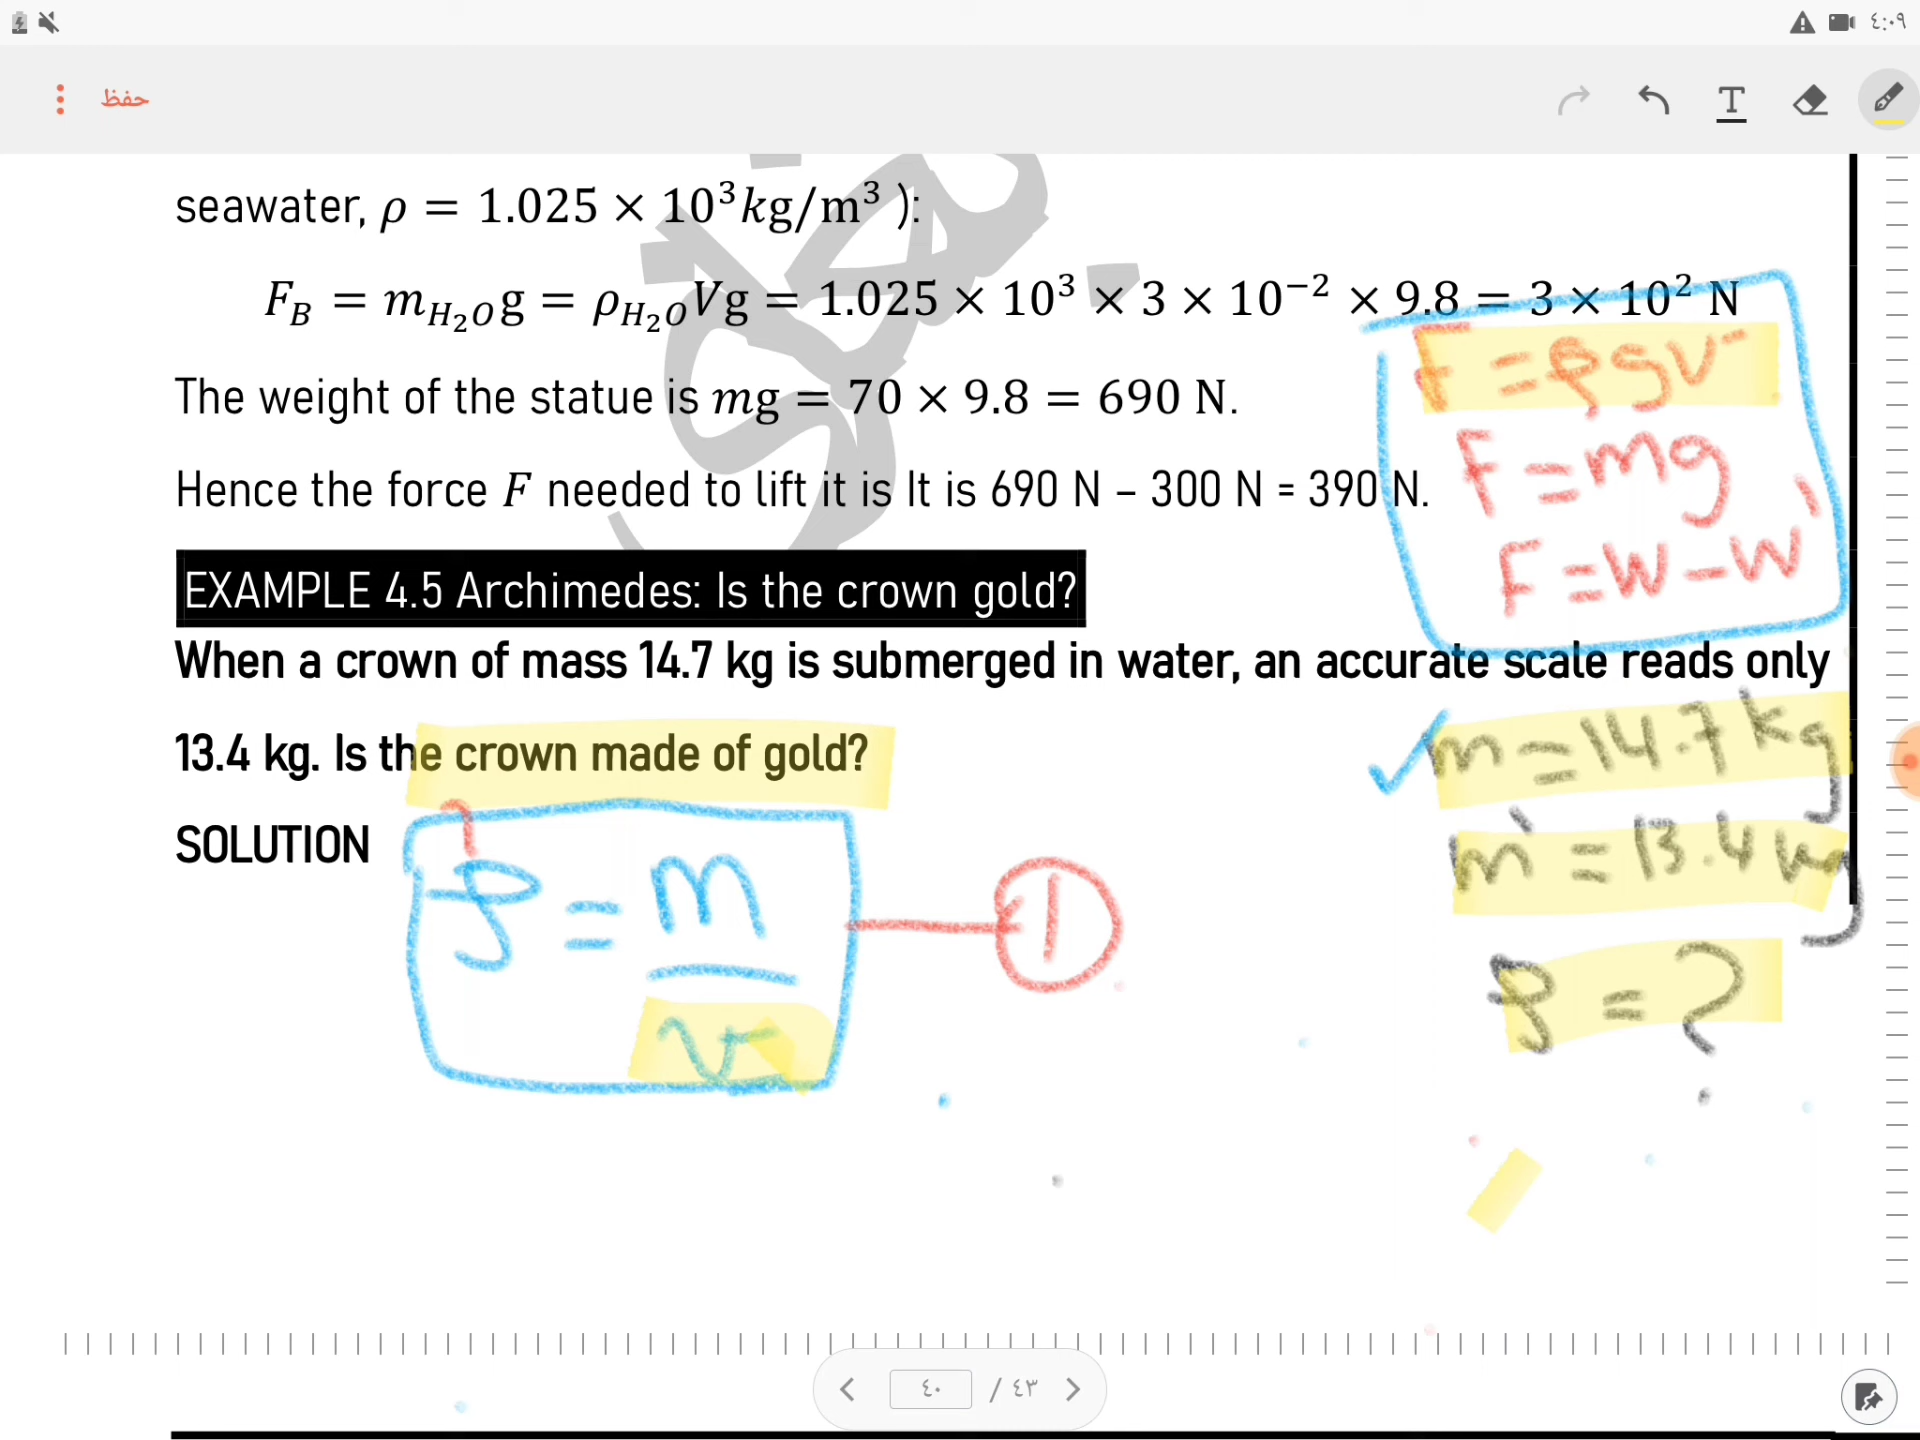 ٤:٠٩
حفظ
T
seawater, ρ = 1.025 × 10³kg/m³ ):
F_B = m_{H₂O}g = ρ_{H₂O}Vg = 1.025 × 10³ × 3 × 10⁻² × 9.8 = 3 × 10² N
F = ρgV
The weight of the statue is mg = 70 × 9.8 = 690 N.
F = mg
Hence the force F needed to lift it is It is 690 N – 300 N = 390 N.
F = W – W'
EXAMPLE 4.5 Archimedes: Is the crown gold?
When a crown of mass 14.7 kg is submerged in water, an accurate scale reads only
13.4 kg. Is the crown made of gold?
m = 14.7 kg
SOLUTION
m' = 13.4 kg
ρ = m/v
1
ρ = ?
٤٠ / ٤٣